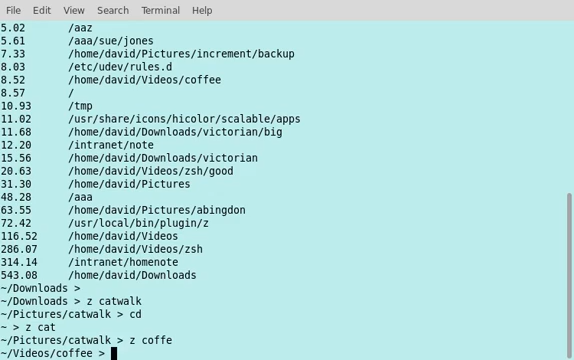 File Edit View Search Terminal Help
5.02 /aaz
5.61 /aaa/sue/jones
7.33 /home/david/Pictures/increment/backup
8.03 /etc/udev/rules.d
8.52 /home/david/Videos/coffee
8.57 /
10.93 /tmp
11.02 /usr/share/icons/hicolor/scalable/apps
11.68 /home/david/Downloads/victorian/big
12.20 /intranet/note
15.56 /home/david/Downloads/victorian
20.63 /home/david/Videos/zsh/good
31.30 /home/david/Pictures
48.28 /aaa
63.55 /home/david/Pictures/abingdon
72.42 /usr/local/bin/plugin/z
116.52 /home/david/Videos
286.07 /home/david/Videos/zsh
314.14 /intranet/homenote
543.08 /home/david/Downloads
~/Downloads >
~/Downloads > z catwalk
~/Pictures/catwalk > cd
~ > z cat
~/Pictures/catwalk > z coffe
~/Videos/coffee >